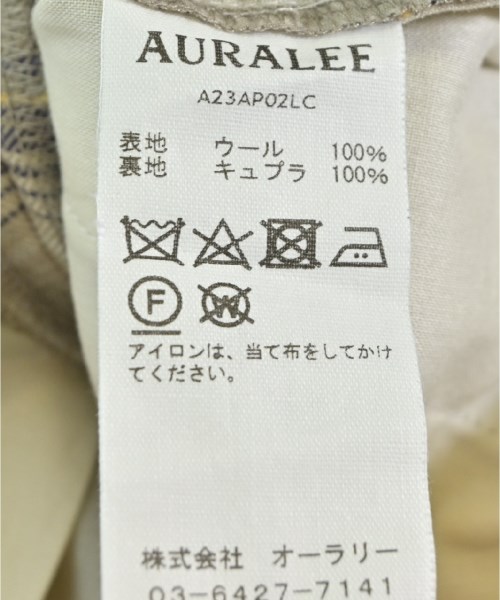 AURALEE
A23AP02LC
表地 ウール 100%
裏地 キュプラ 100%
F W
アイロンは、当て布をしてかけ
てください。
株式会社 オーラリー
03-6427-7141